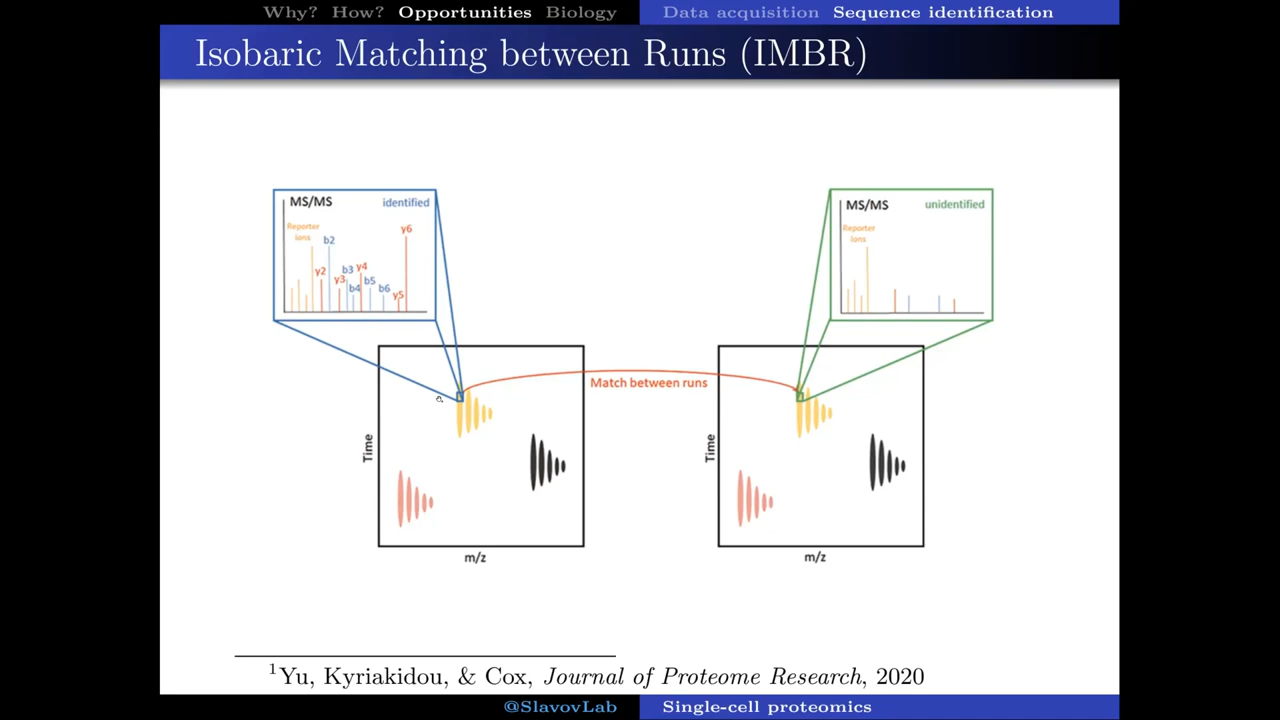 Why? How? Opportunities Biology Data acquisition Sequence identification
Isobaric Matching between Runs (IMBR)
MS/MS identified
Reporter
ions
b2
y6
y2
b3
y4
y3
b4
b5
b6
y5
MS/MS unidentified
Reporter
ions
Match between runs
Time
m/z
Time
m/z
1Yu, Kyriakidou, & Cox, Journal of Proteome Research, 2020
@SlavovLab Single-cell proteomics